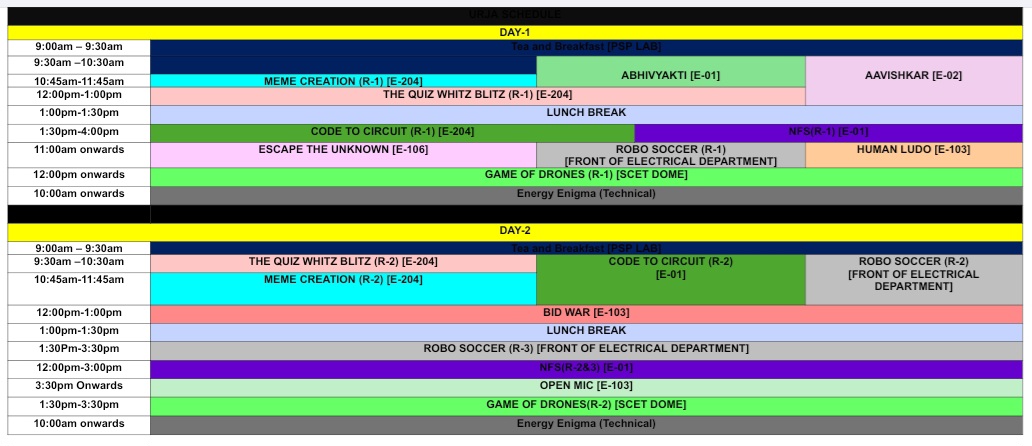 URJA SCHEDULE
DAY-1
9:00am – 9:30am Tea and Breakfast [PSP LAB]
9:30am –10:30am ABHIVYAKTI [E-01] AAVISHKAR [E-02]
10:45am-11:45am MEME CREATION (R-1) [E-204]
12:00pm-1:00pm THE QUIZ WHITZ BLITZ (R-1) [E-204]
1:00pm-1:30pm LUNCH BREAK
1:30pm-4:00pm CODE TO CIRCUIT (R-1) [E-204] NFS(R-1) [E-01]
11:00am onwards ESCAPE THE UNKNOWN [E-106] ROBO SOCCER (R-1) HUMAN LUDO [E-103]
[FRONT OF ELECTRICAL DEPARTMENT]
12:00pm onwards GAME OF DRONES (R-1) [SCET DOME]
10:00am onwards Energy Enigma (Technical)
DAY-2
9:00am – 9:30am Tea and Breakfast [PSP LAB]
9:30am –10:30am THE QUIZ WHITZ BLITZ (R-2) [E-204] CODE TO CIRCUIT (R-2) ROBO SOCCER (R-2)
[E-01] [FRONT OF ELECTRICAL
10:45am-11:45am MEME CREATION (R-2) [E-204] DEPARTMENT]
12:00pm-1:00pm BID WAR [E-103]
1:00pm-1:30pm LUNCH BREAK
1:30Pm-3:30pm ROBO SOCCER (R-3) [FRONT OF ELECTRICAL DEPARTMENT]
12:00pm-3:00pm NFS(R-2&3) [E-01]
3:30pm Onwards OPEN MIC [E-103]
1:30pm-3:30pm GAME OF DRONES(R-2) [SCET DOME]
10:00am onwards Energy Enigma (Technical)